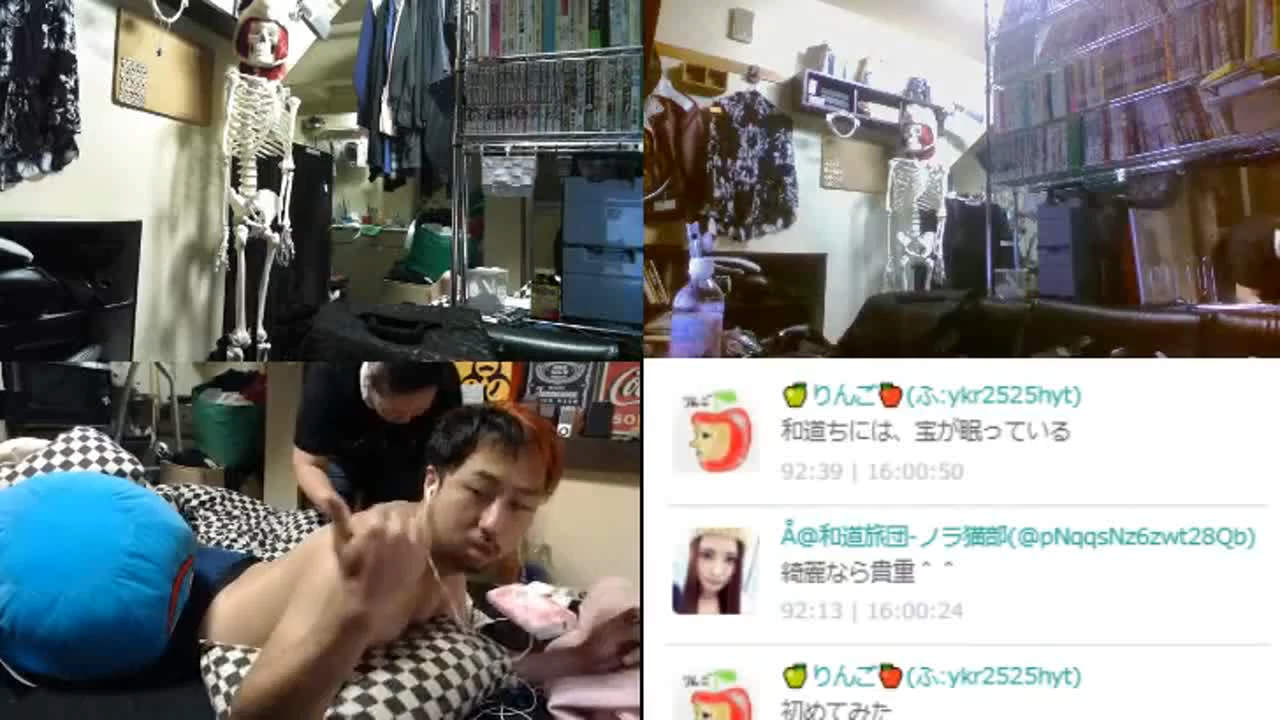 りんご(ふ:ykr2525hyt)
和道ちには、宝が眠っている
92:39 | 16:00:50
Å@和道旅団-ノラ猫部(@pNqqsNz6zwt28Qb)
綺麗なら貴重＾＾
92:13 | 16:00:24
りんご(ふ:ykr2525hyt)
初めてみた
Coca